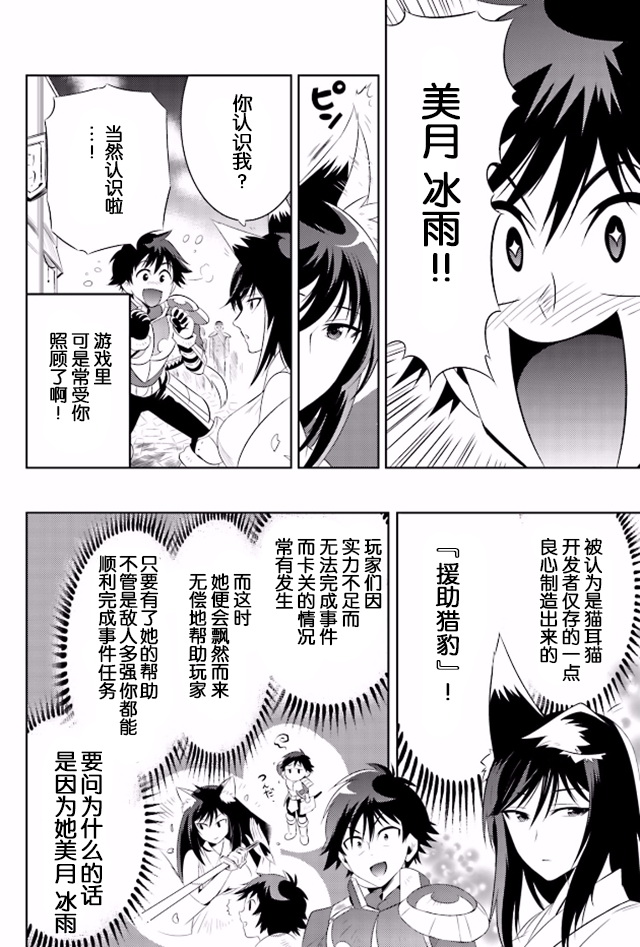 美月 冰雨!!
ピン
你认识我?
当然认识啦
…!
游戏里
可是常受你
照顾了啊!
被认为是猫耳猫
开发者仅存的一点
良心制造出来的
『援助猎豹』!
玩家们因
实力不足而
无法完成事件
而卡关的情况
常有发生
而这时
她便会飘然而来
无偿地帮助玩家
只要有了她的帮助
不管是敌人多强你都能
顺利完成事件任务
要问为什么的话
是因为她美月 冰雨